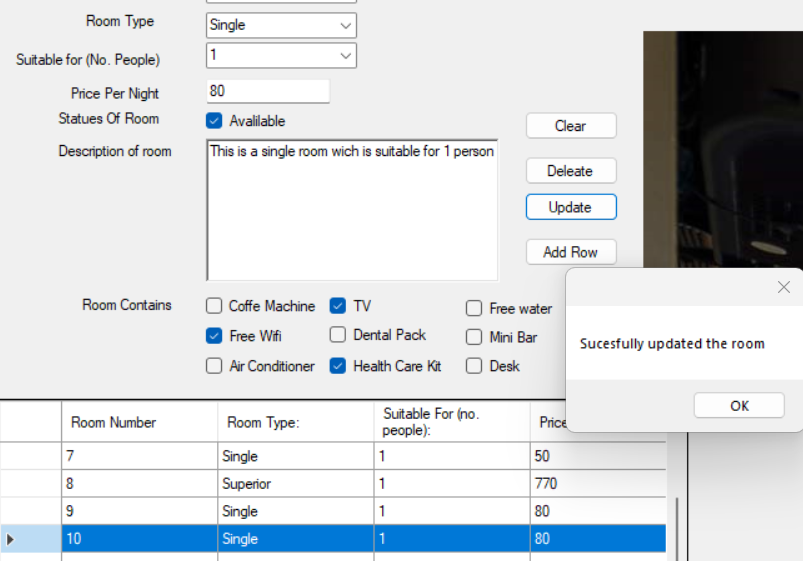 Room Type
Single
Suitable for (No. People)
1
Price Per Night
80
Statues Of Room
Avalilable
Clear
Description of room
This is a single room wich is suitable for 1 person
Deleate
Update
Add Row
Room Contains
Coffe Machine
TV
Free water
Free Wifi
Dental Pack
Mini Bar
Air Conditioner
Health Care Kit
Desk
Sucesfully updated the room
OK
Room Number
Room Type:
Suitable For (no.
people):
7 Single 1 50
8 Superior 1 770
9 Single 1 80
10 Single 1 80